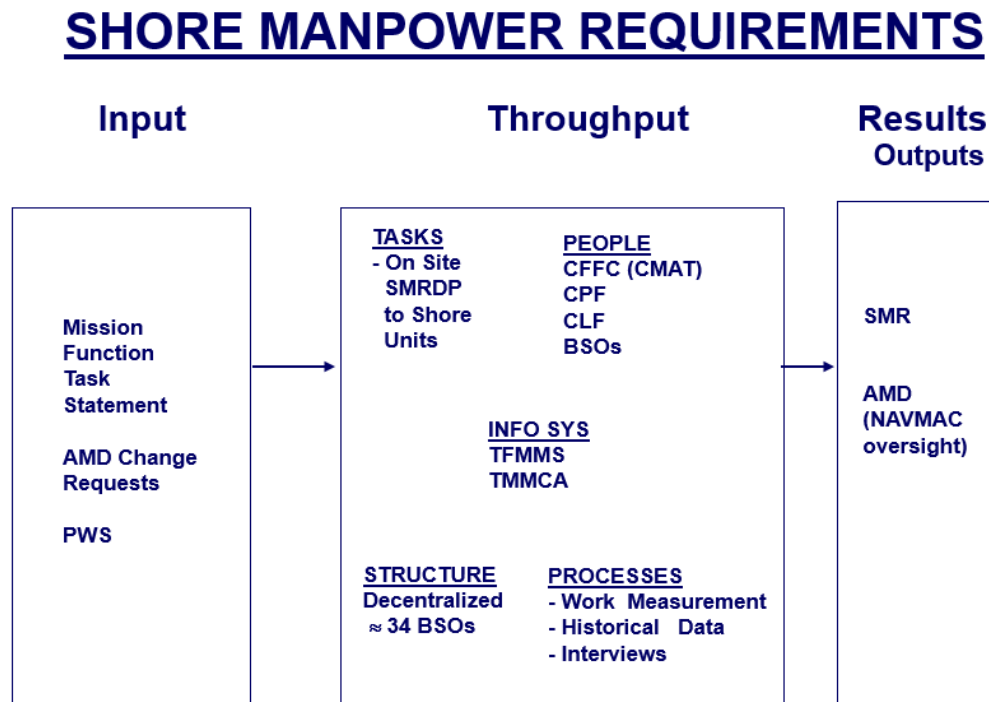 SHORE MANPOWER REQUIREMENTS
Input
Throughput
Results
Outputs
Mission
Function
Task
Statement
AMD Change
Requests
PWS
TASKS
- On Site
SMRDP
to Shore
Units
PEOPLE
CFFC (CMAT)
CPF
CLF
BSOs
INFO SYS
TFMMS
TMMCA
STRUCTURE
Decentralized
≈ 34 BSOs
PROCESSES
- Work Measurement
- Historical Data
- Interviews
SMR
AMD
(NAVMAC
oversight)